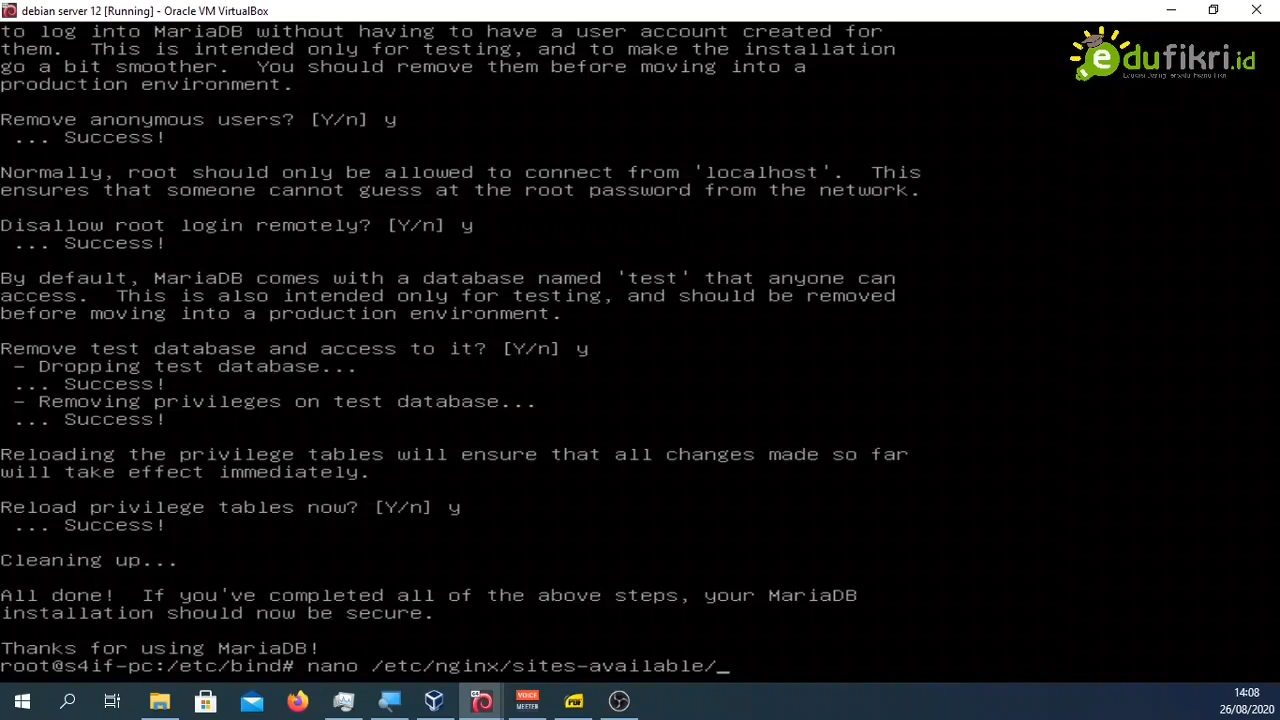 debian server 12 [Running] - Oracle VM VirtualBox
to log into MariaDB without having to have a user account created for
them.  This is intended only for testing, and to make the installation
go a bit smoother.  You should remove them before moving into a
production environment.
Remove anonymous users? [Y/n] y
 ... Success!
Normally, root should only be allowed to connect from 'localhost'.  This
ensures that someone cannot guess at the root password from the network.
Disallow root login remotely? [Y/n] y
 ... Success!
By default, MariaDB comes with a database named 'test' that anyone can
access.  This is also intended only for testing, and should be removed
before moving into a production environment.
Remove test database and access to it? [Y/n] y
 - Dropping test database...
 ... Success!
 - Removing privileges on test database...
 ... Success!
Reloading the privilege tables will ensure that all changes made so far
will take effect immediately.
Reload privilege tables now? [Y/n] y
 ... Success!
Cleaning up...
All done!  If you've completed all of the above steps, your MariaDB
installation should now be secure.
Thanks for using MariaDB!
root@s4if-pc:/etc/bind# nano /etc/nginx/sites-available/_
edufikri.id
VOICE
MEETER
14:08
26/08/2020